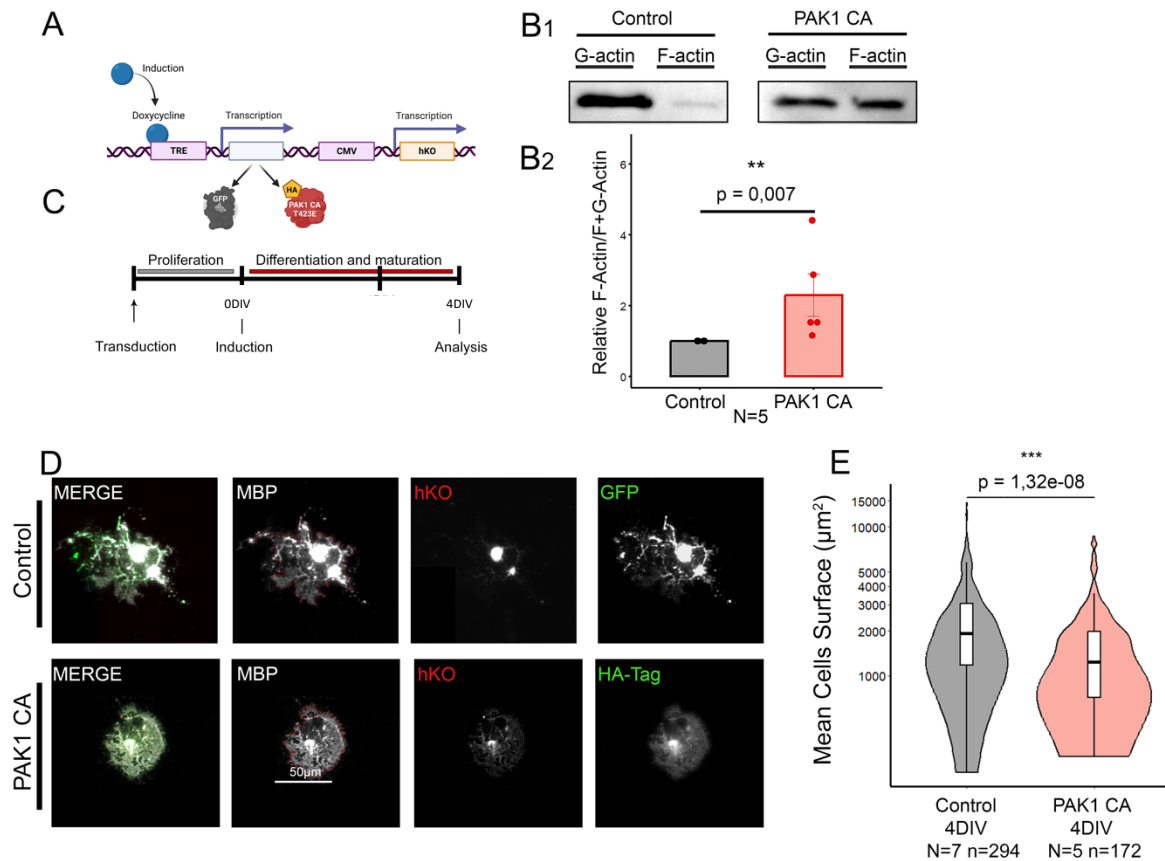 A
Induction
Doxycycline
Transcription
Transcription
TRE
CMV
hKO
GFP
HA
PAK1 CA
T423E
B1
Control
PAK1 CA
G-actin
F-actin
G-actin
F-actin
B2
Relative F-Actin/F+G-Actin
6
4
2
0
**
p = 0,007
Control
PAK1 CA
N=5
C
Proliferation
Differentiation and maturation
0DIV
4DIV
Transduction
Induction
Analysis
D
Control
MERGE
MBP
hKO
GFP
PAK1 CA
MERGE
MBP
hKO
HA-Tag
50µm
E
Mean Cells Surface (µm²)
15000
10000
5000
4000
3000
2000
1000
***
p = 1,32e-08
Control
4DIV
N=7 n=294
PAK1 CA
4DIV
N=5 n=172